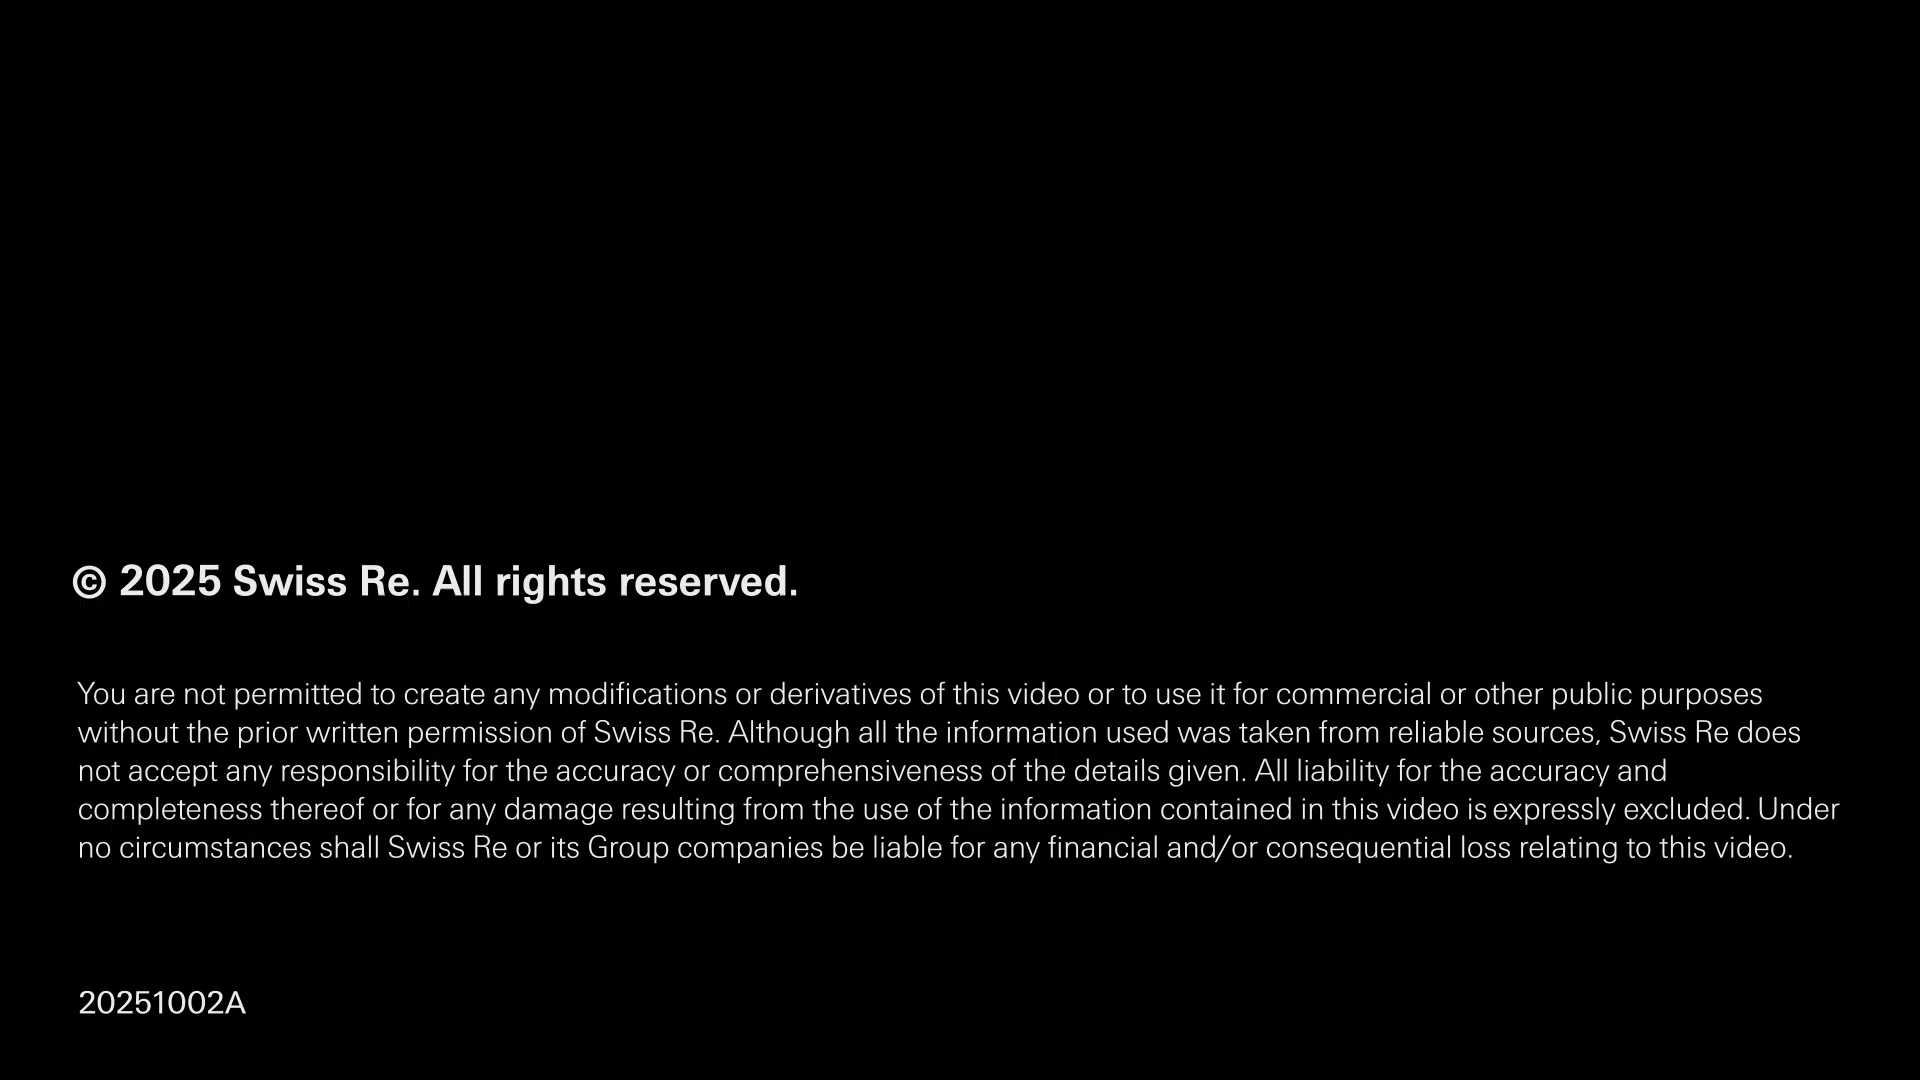 © 2025 Swiss Re. All rights reserved.
You are not permitted to create any modifications or derivatives of this video or to use it for commercial or other public purposes
without the prior written permission of Swiss Re. Although all the information used was taken from reliable sources, Swiss Re does
not accept any responsibility for the accuracy or comprehensiveness of the details given. All liability for the accuracy and
completeness thereof or for any damage resulting from the use of the information contained in this video is expressly excluded. Under
no circumstances shall Swiss Re or its Group companies be liable for any financial and/or consequential loss relating to this video.
20251002A